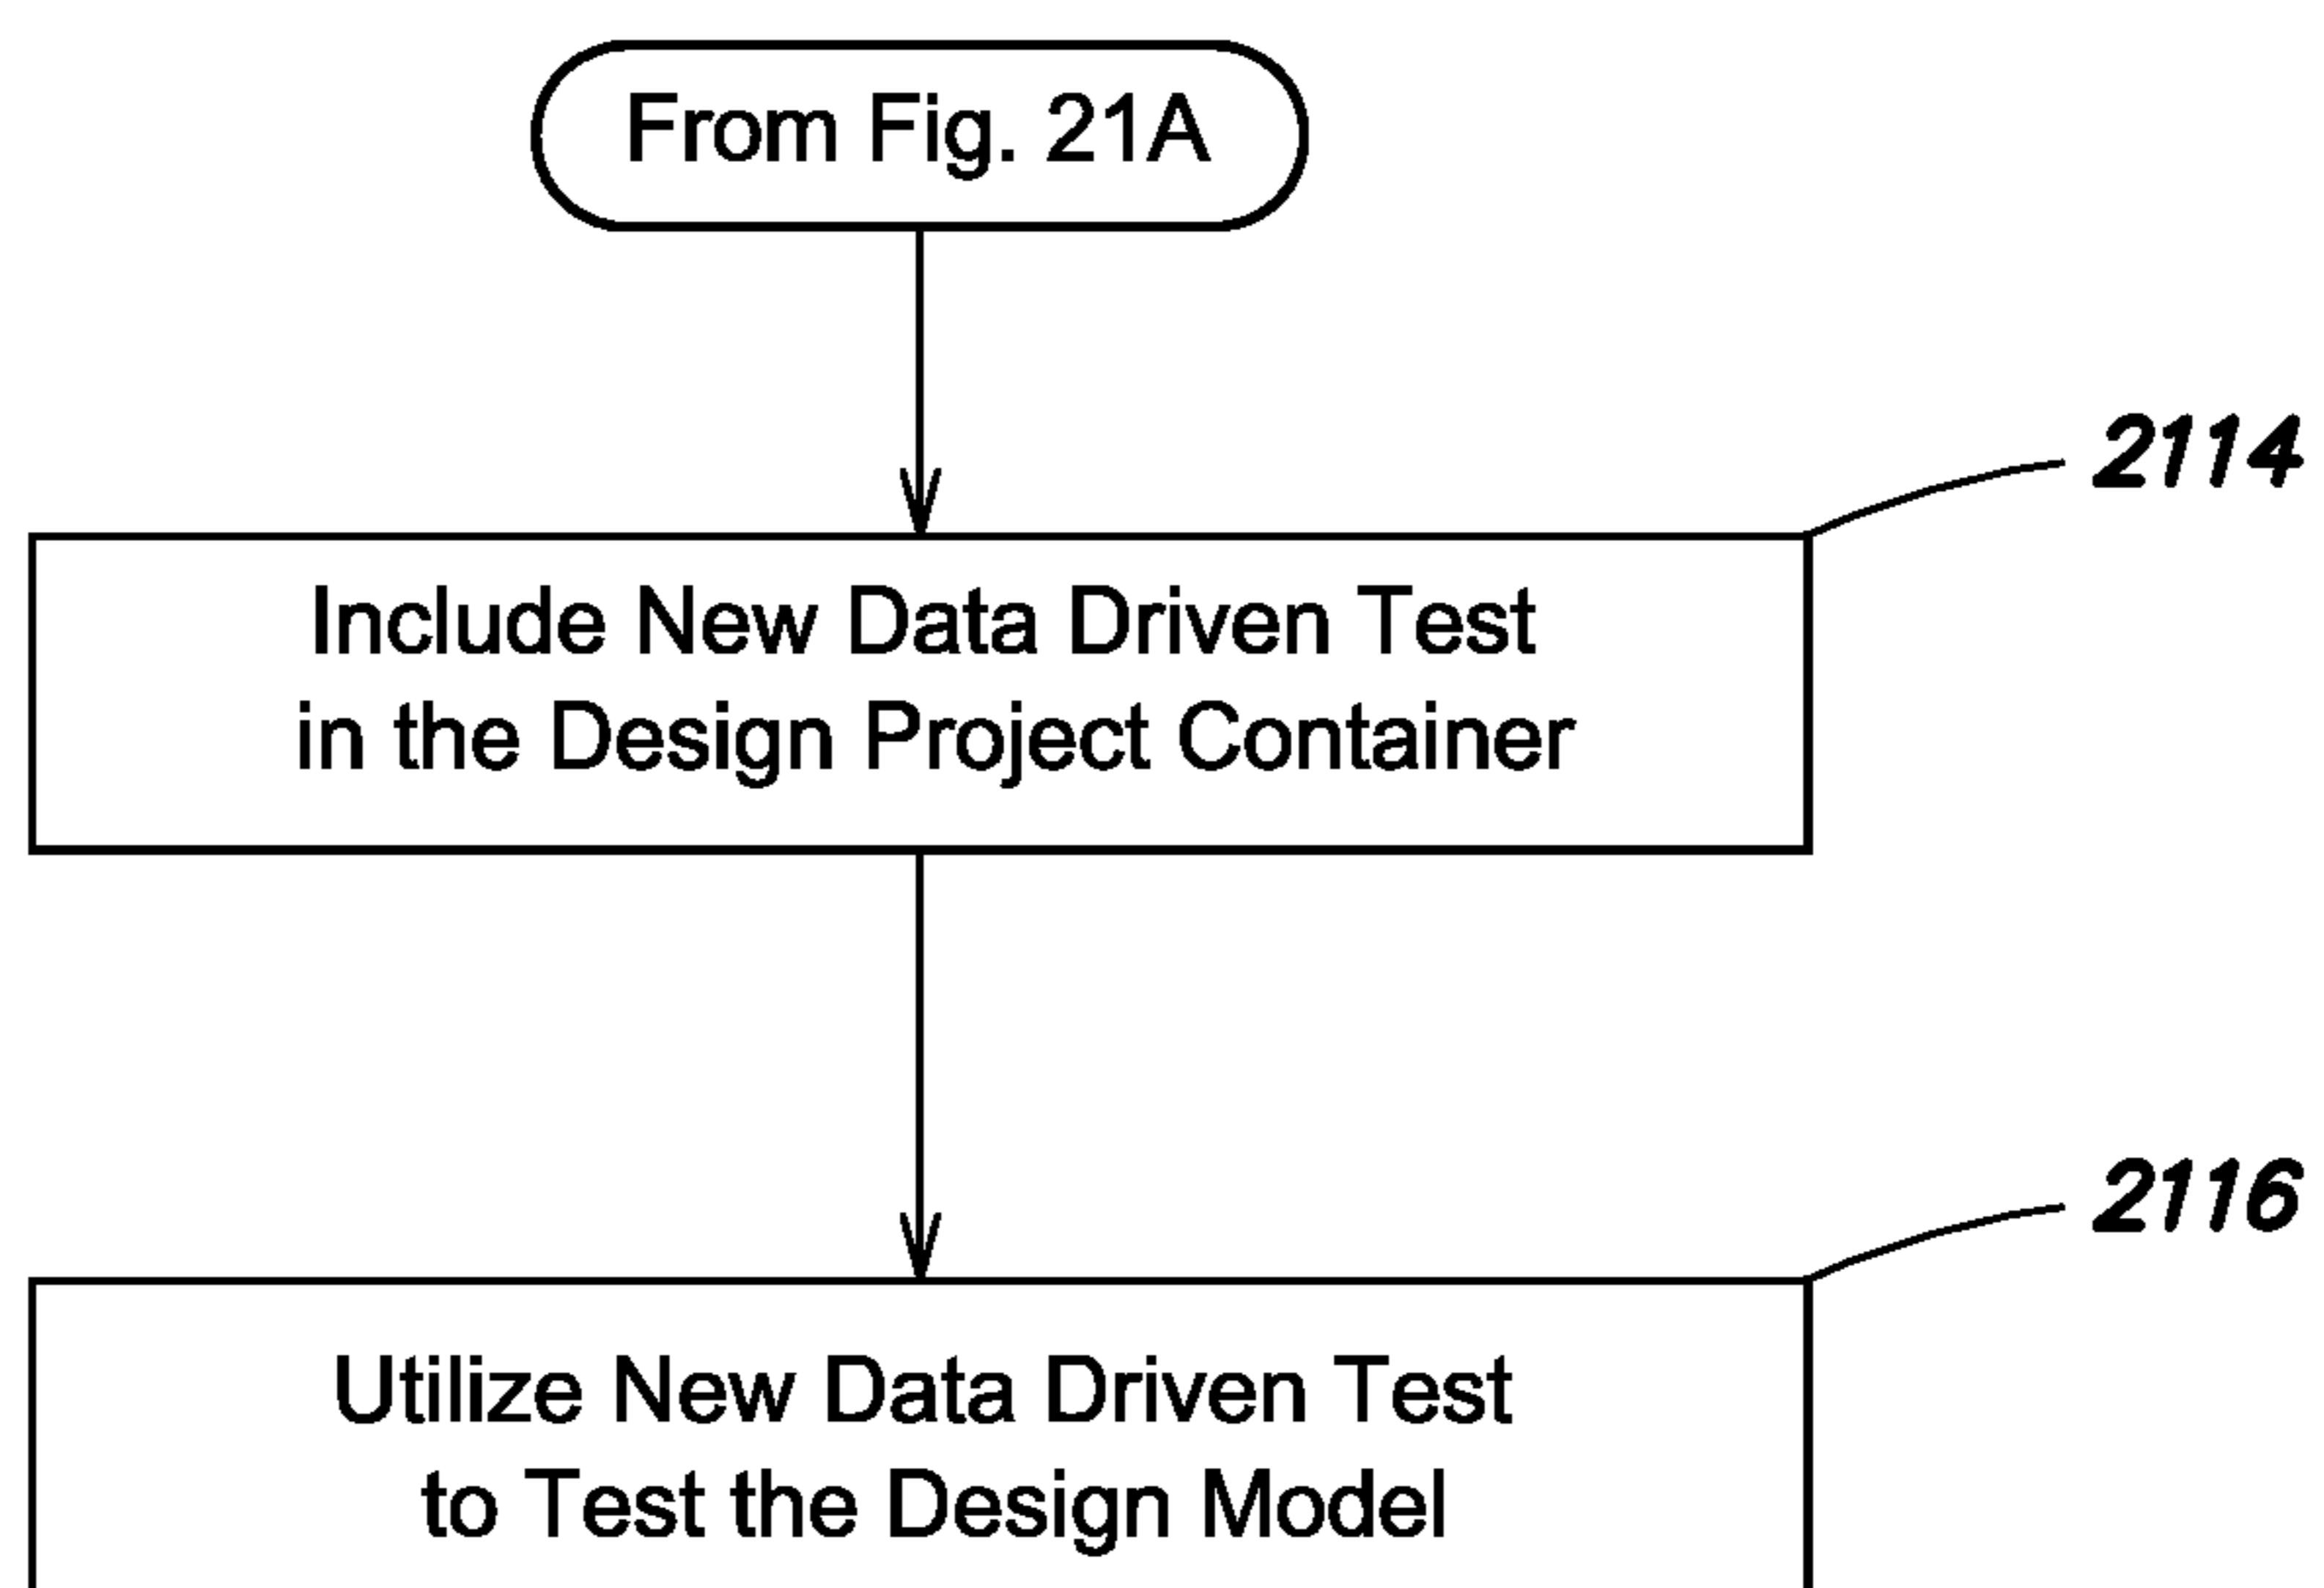 From Fig. 21A
2114
Include New Data Driven Test
in the Design Project Container
2116
Utilize New Data Driven Test
to Test the Design Model